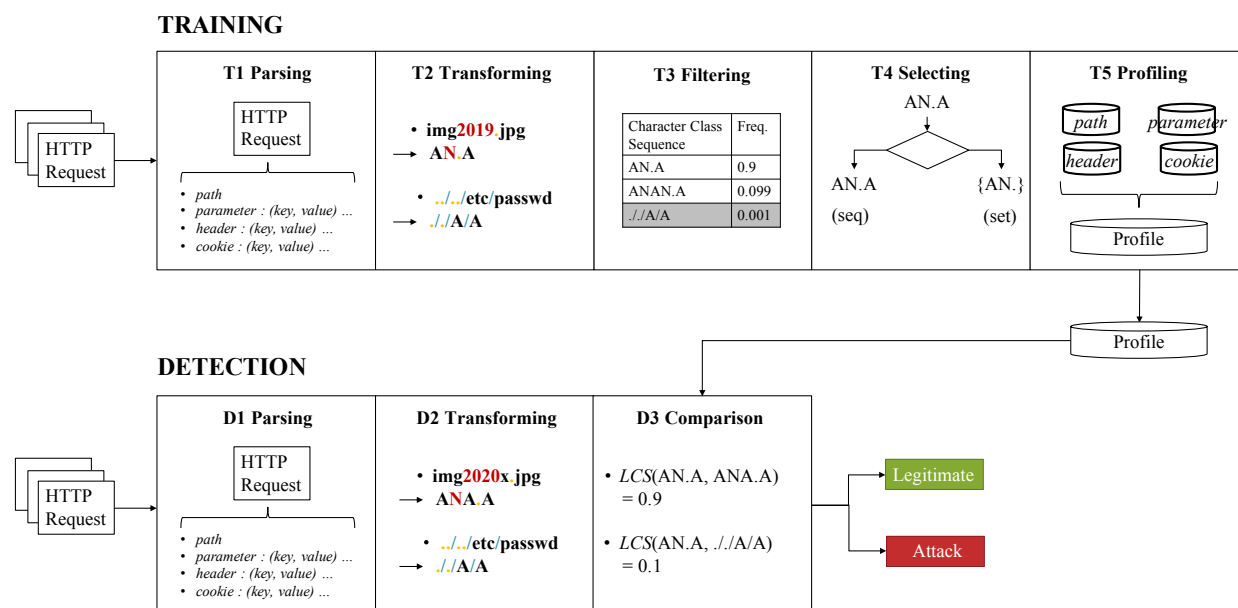 TRAINING
T1 Parsing
T2 Transforming
T3 Filtering
T4 Selecting
T5 Profiling
HTTP
Request
HTTP
Request
• path
• parameter : (key, value) ...
• header : (key, value) ...
• cookie : (key, value) ...
• img2019.jpg
AN.A
• ../../etc/passwd
././A/A
Character Class
Sequence
Freq.
AN.A
0.9
ANAN.A
0.099
././A/A
0.001
AN.A
AN.A
(seq)
{AN.}
(set)
path
parameter
header
cookie
Profile
Profile
DETECTION
D1 Parsing
D2 Transforming
D3 Comparison
HTTP
Request
HTTP
Request
• path
• parameter : (key, value) ...
• header : (key, value) ...
• cookie : (key, value) ...
• img2020x.jpg
ANA.A
• ../../etc/passwd
././A/A
• LCS(AN.A, ANA.A)
= 0.9
• LCS(AN.A, ././A/A)
= 0.1
Legitimate
Attack